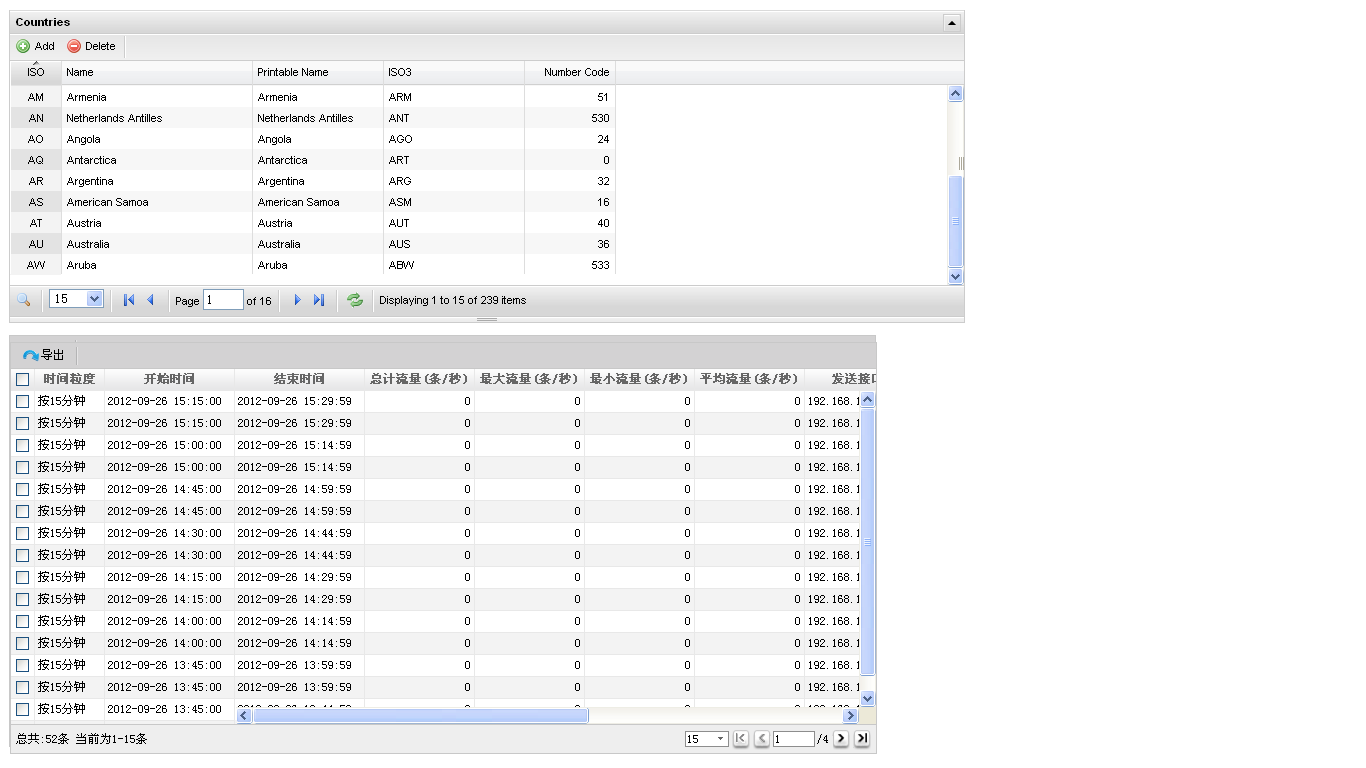 Countries
Add Delete
ISO Name Printable Name ISO3 Number Code
AM Armenia Armenia ARM 51
AN Netherlands Antilles Netherlands Antilles ANT 530
AO Angola Angola AGO 24
AQ Antarctica Antarctica ART 0
AR Argentina Argentina ARG 32
AS American Samoa American Samoa ASM 16
AT Austria Austria AUT 40
AU Australia Australia AUS 36
AW Aruba Aruba ABW 533
15 Page 1 of 16 Displaying 1 to 15 of 239 items
导出
时间粒度 开始时间 结束时间 总计流量(条/秒) 最大流量(条/秒) 最小流量(条/秒) 平均流量(条/秒) 发送接口
按15分钟 2012-09-26 15:15:00 2012-09-26 15:29:59 0 0 0 0 192.168.1
按15分钟 2012-09-26 15:15:00 2012-09-26 15:29:59 0 0 0 0 192.168.1
按15分钟 2012-09-26 15:00:00 2012-09-26 15:14:59 0 0 0 0 192.168.1
按15分钟 2012-09-26 15:00:00 2012-09-26 15:14:59 0 0 0 0 192.168.1
按15分钟 2012-09-26 14:45:00 2012-09-26 14:59:59 0 0 0 0 192.168.1
按15分钟 2012-09-26 14:45:00 2012-09-26 14:59:59 0 0 0 0 192.168.1
按15分钟 2012-09-26 14:30:00 2012-09-26 14:44:59 0 0 0 0 192.168.1
按15分钟 2012-09-26 14:30:00 2012-09-26 14:44:59 0 0 0 0 192.168.1
按15分钟 2012-09-26 14:15:00 2012-09-26 14:29:59 0 0 0 0 192.168.1
按15分钟 2012-09-26 14:15:00 2012-09-26 14:29:59 0 0 0 0 192.168.1
按15分钟 2012-09-26 14:00:00 2012-09-26 14:14:59 0 0 0 0 192.168.1
按15分钟 2012-09-26 14:00:00 2012-09-26 14:14:59 0 0 0 0 192.168.1
按15分钟 2012-09-26 13:45:00 2012-09-26 13:59:59 0 0 0 0 192.168.1
按15分钟 2012-09-26 13:45:00 2012-09-26 13:59:59 0 0 0 0 192.168.1
按15分钟 2012-09-26 13:45:00
总共:52条 当前为1-15条 15 1 /4